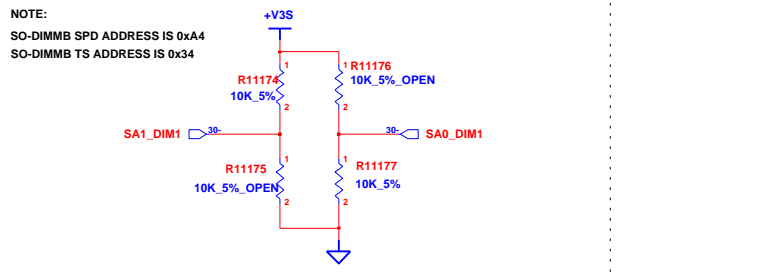 NOTE:
+V3S
SO-DIMMB SPD ADDRESS IS 0xA4
SO-DIMMB TS ADDRESS IS 0x34
1
1
R11174
R11176
10K_5%
10K_5%_OPEN
2
2
SA1_DIM1
30-
30-
SA0_DIM1
1
1
R11175
R11177
10K_5%_OPEN
10K_5%
2
2